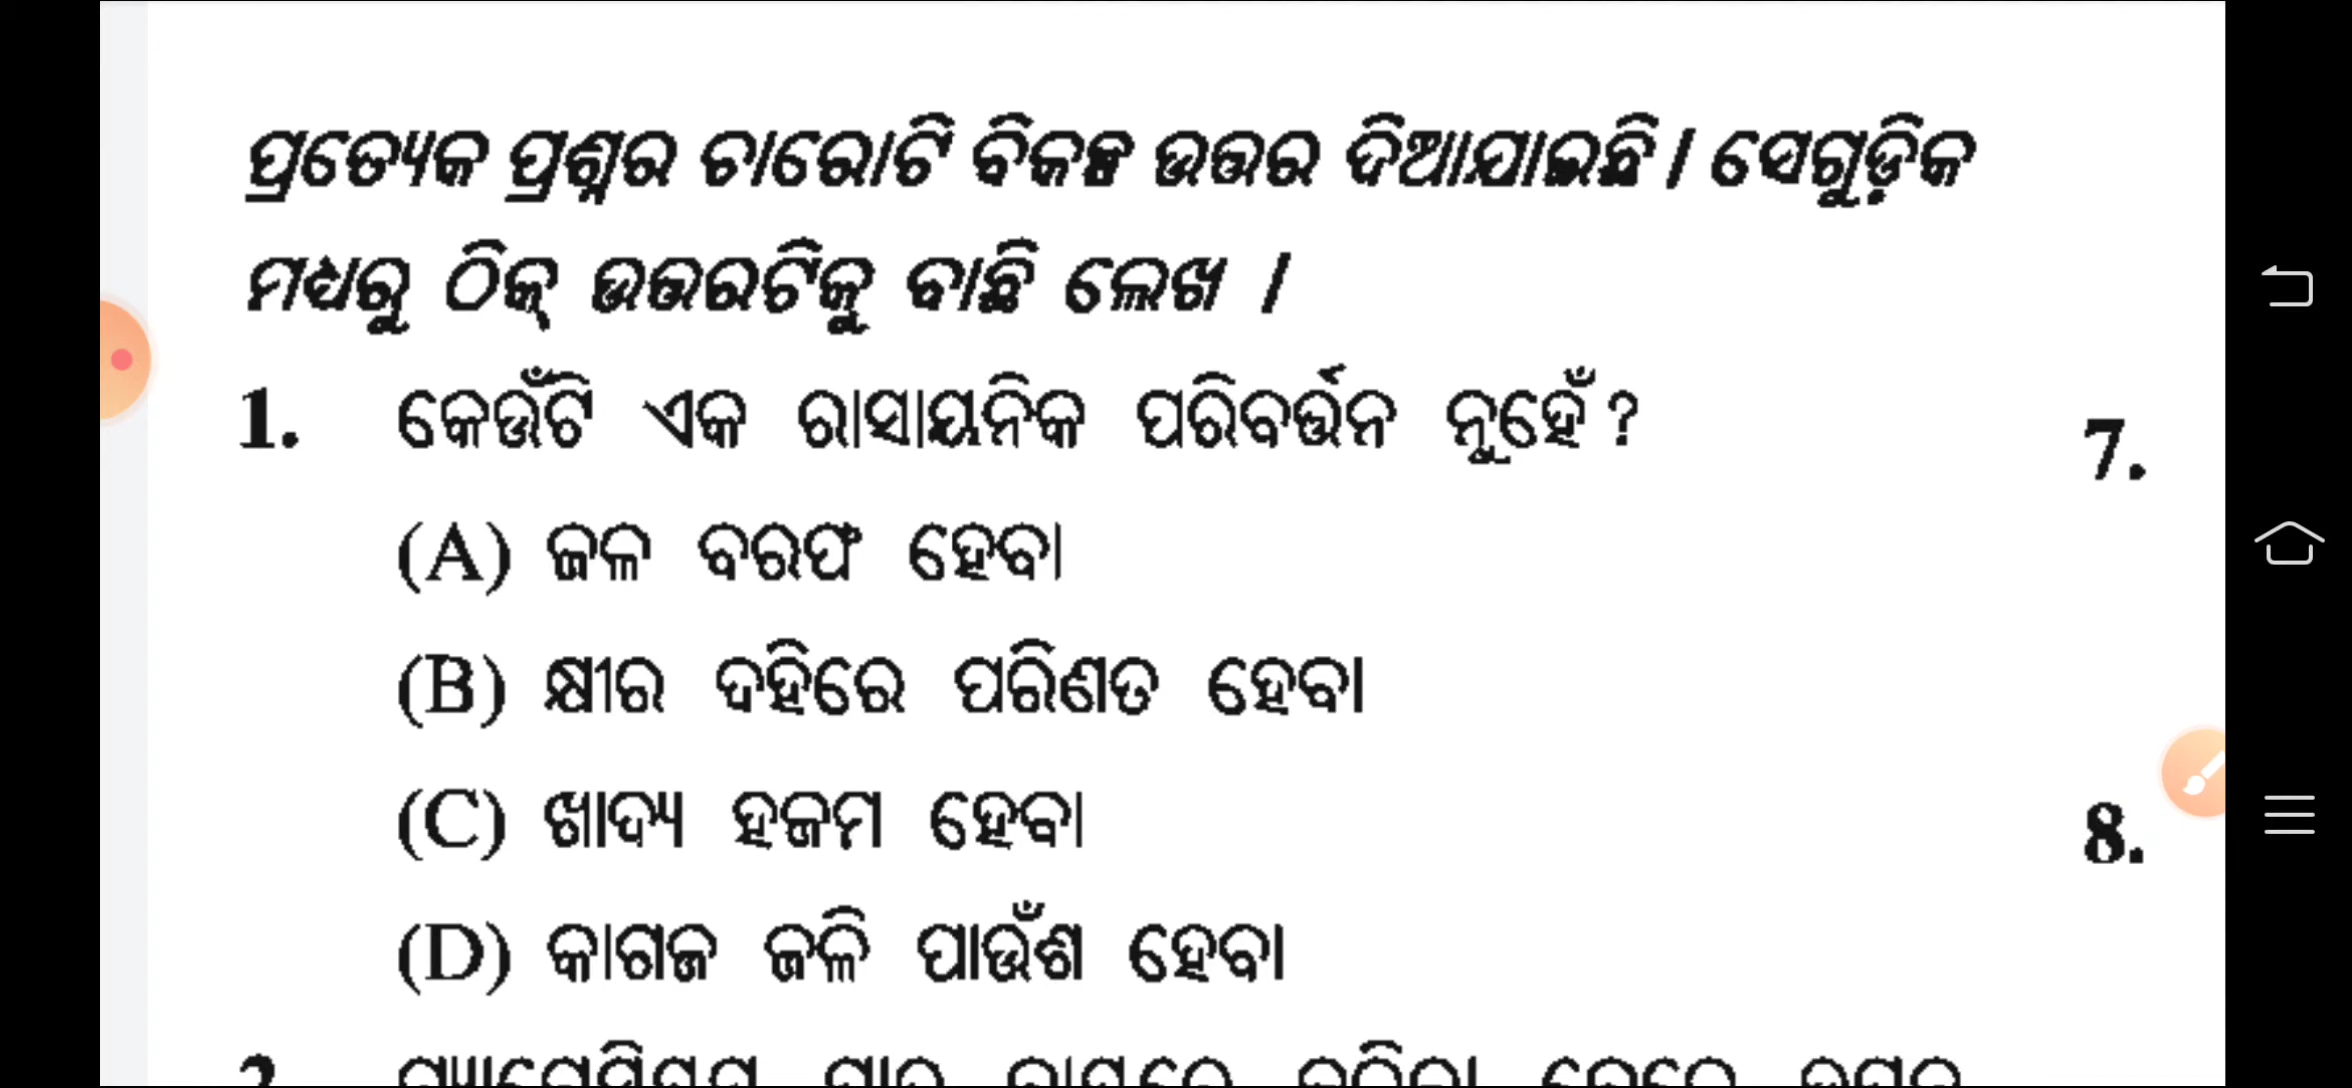 ପ୍ରତ୍ୟେକ ପ୍ରଶ୍ନର ଚାରୋଟି ବିକଳ୍ପ ଉତ୍ତର ଦିଆଯାଇଛି। ସେଗୁଡ଼ିକ
ମଧ୍ୟରୁ ଠିକ୍ ଉତ୍ତରଟିକୁ ବାଛି ଲେଖ ।
1. କେଉଁଟି ଏକ ରାସାୟନିକ ପରିବର୍ତ୍ତନ ନୁହେଁ ?
(A) ଜଳ ବରଫ ହେବା
(B) କ୍ଷୀର ଦହିରେ ପରିଣତ ହେବା
(C) ଖାଦ୍ୟ ହଜମ ହେବା
(D) କାଗଜ ଜଳି ପାଉଁଶ ହେବା
7.
8.